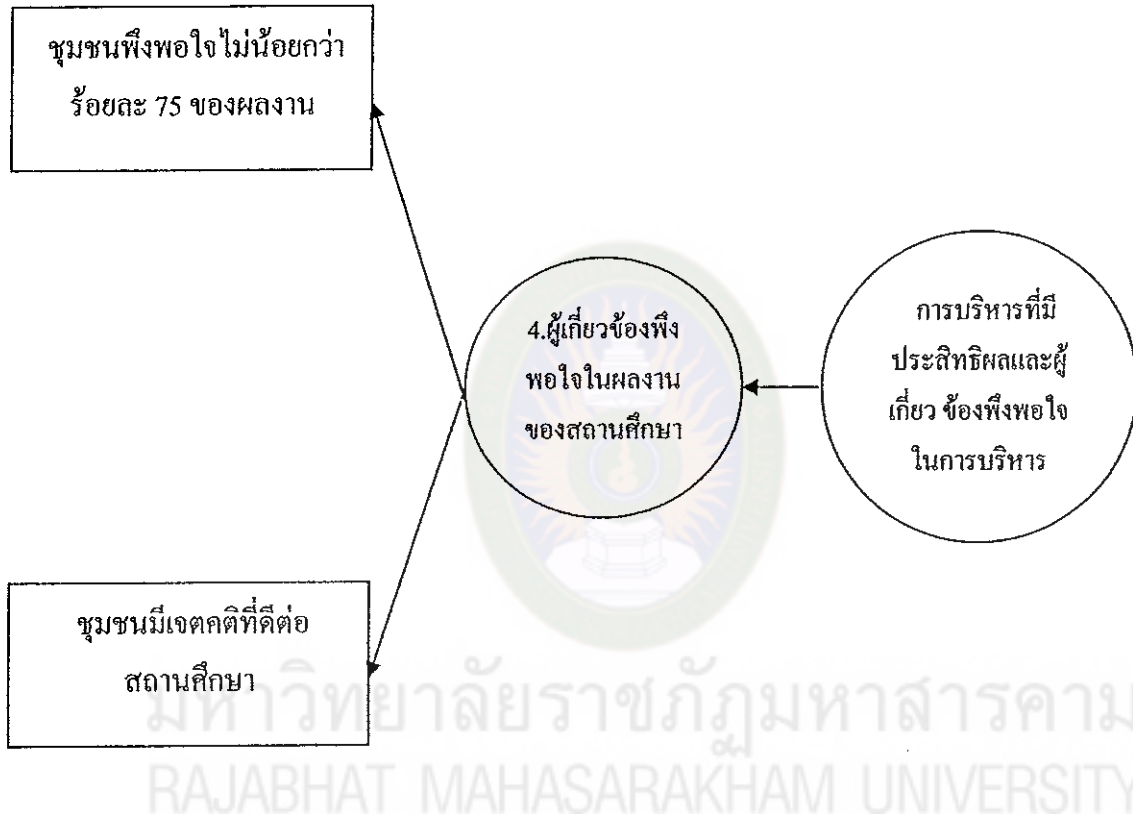 ชุมชนพึงพอใจไม่น้อยกว่า
ร้อยละ 75 ของผลงาน
4.ผู้เกี่ยวข้องพึง
พอใจในผลงาน
ของสถานศึกษา
การบริหารที่มี
ประสิทธิผลและผู้
เกี่ยว ข้องพึงพอใจ
ในการบริหาร
ชุมชนมีเจตคติที่ดีต่อ
สถานศึกษา
มหาวิทยาลัยราชภัฏมหาสารคาม
RAJABHAT MAHASARAKHAM UNIVERSITY